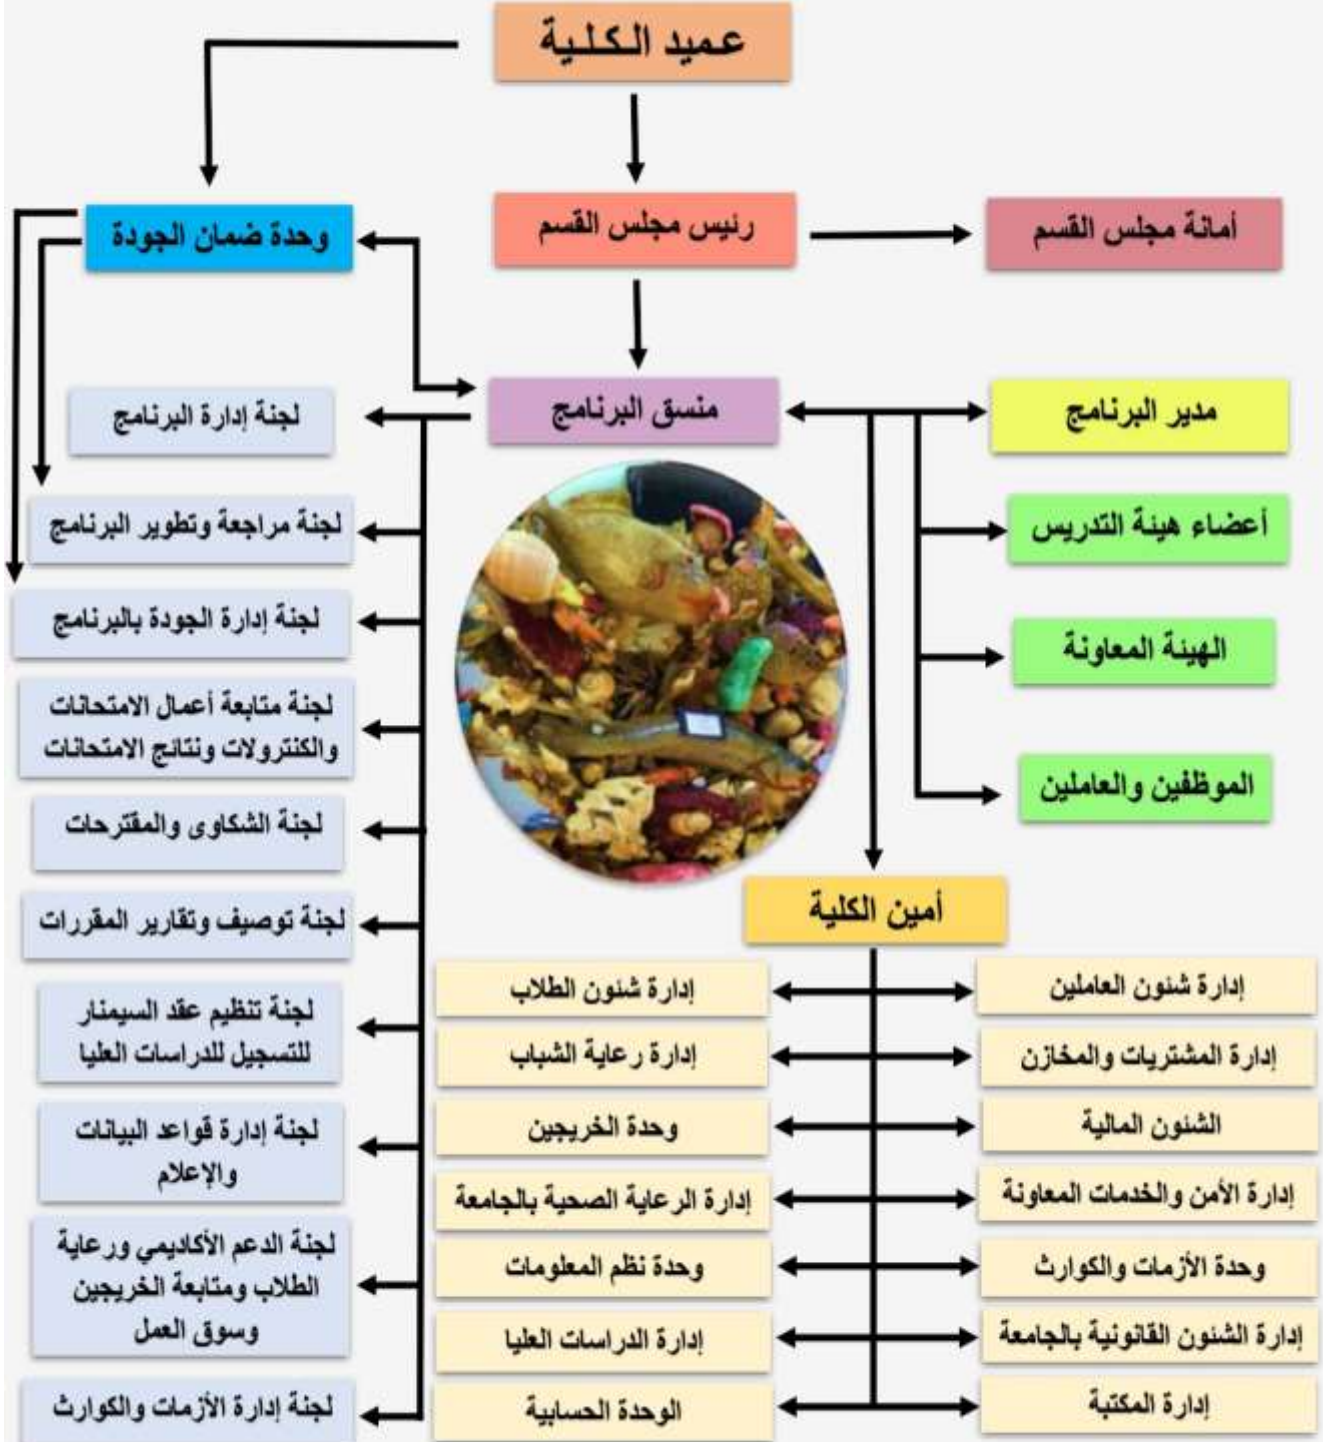 عميد الكلية
أمانة مجلس القسم
رئيس مجلس القسم
وحدة ضمان الجودة
مدير البرنامج
منسق البرنامج
لجنة إدارة البرنامج
أعضاء هيئة التدريس
لجنة مراجعة وتطوير البرنامج
الهيئة المعاونة
لجنة إدارة الجودة بالبرنامج
لجنة متابعة أعمال الامتحانات
والكنترولات ونتائج الامتحانات
الموظفين والعاملين
لجنة الشكاوى والمقترحات
أمين الكلية
لجنة توصيف وتقارير المقررات
إدارة شئون العاملين
إدارة شئون الطلاب
لجنة تنظيم عقد السيمنار
للتسجيل للدراسات العليا
إدارة المشتريات والمخازن
إدارة رعاية الشباب
الشئون المالية
وحدة الخريجين
لجنة إدارة قواعد البيانات
والإعلام
إدارة الأمن والخدمات المعاونة
إدارة الرعاية الصحية بالجامعة
وحدة الأزمات والكوارث
وحدة نظم المعلومات
لجنة الدعم الأكاديمي ورعاية
الطلاب ومتابعة الخريجين
وسوق العمل
إدارة الشئون القانونية بالجامعة
إدارة الدراسات العليا
إدارة المكتبة
الوحدة الحسابية
لجنة إدارة الأزمات والكوارث